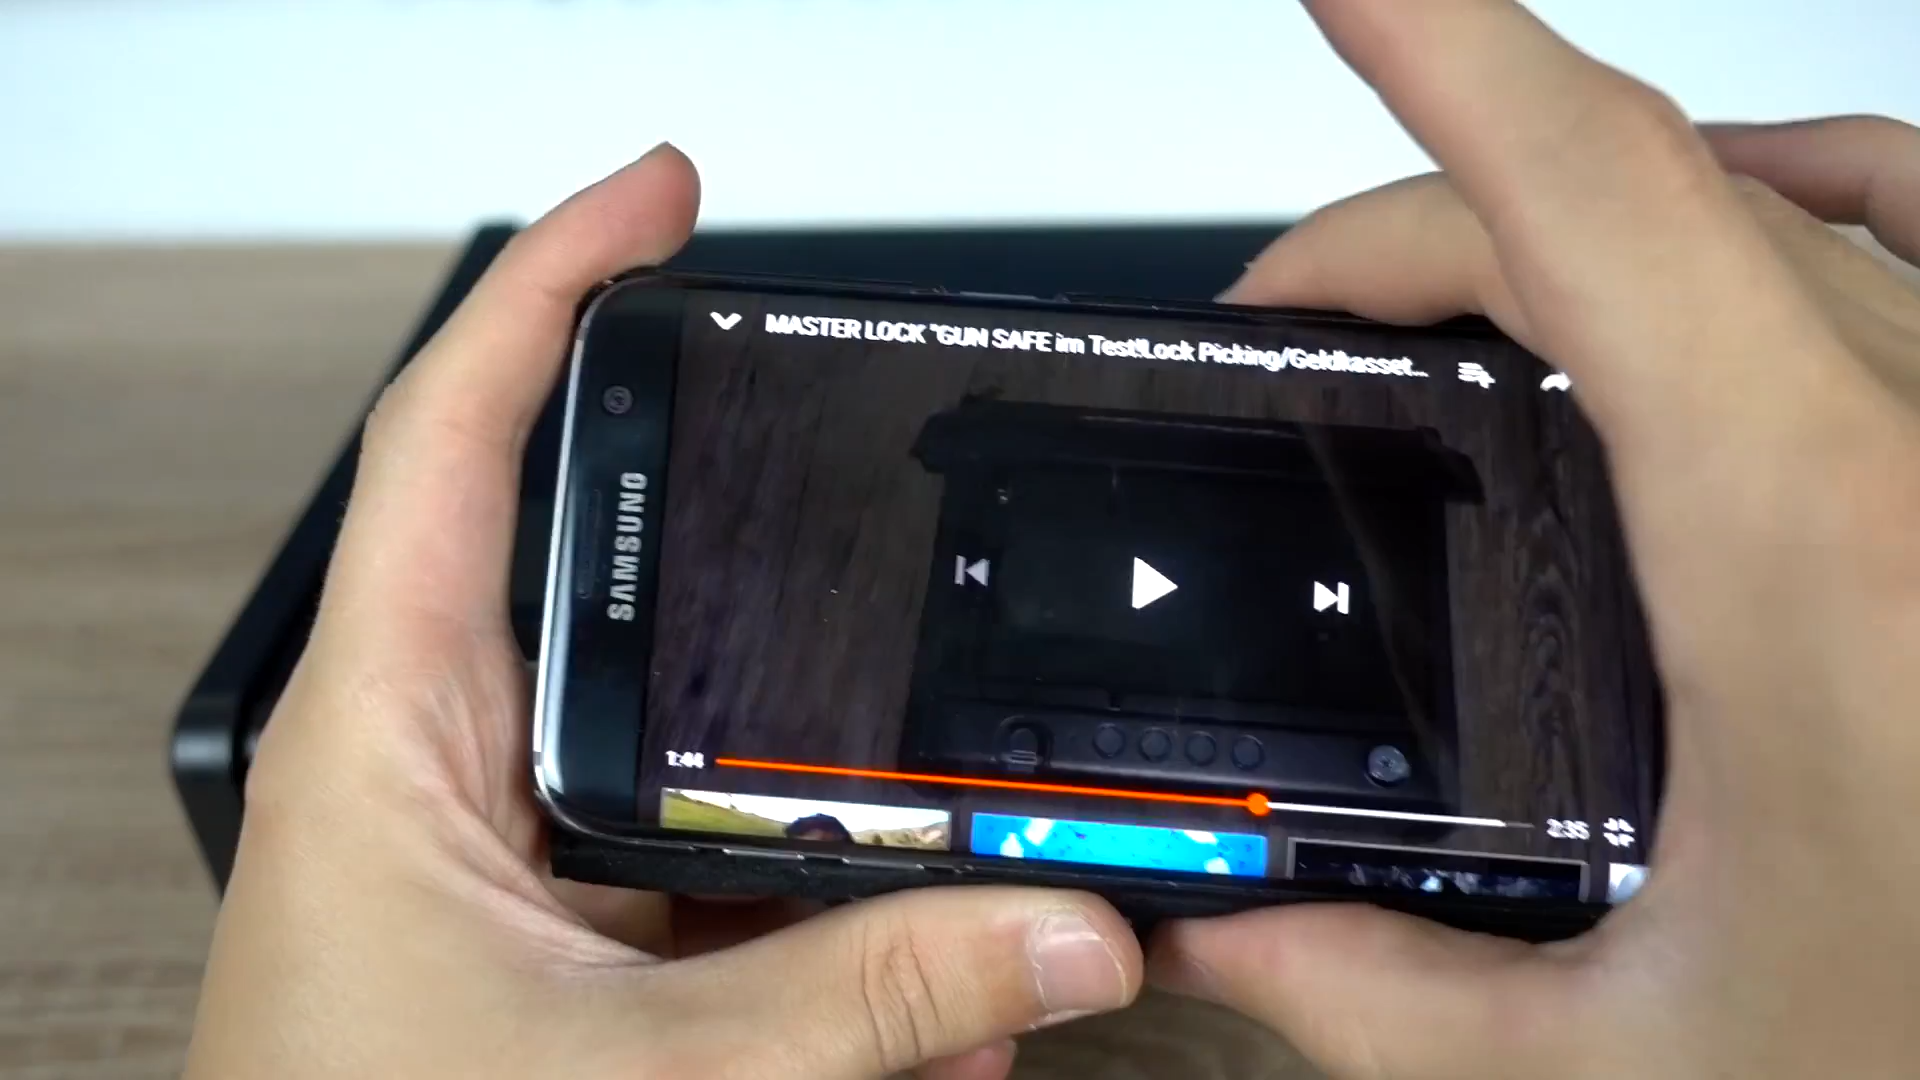 MASTER LOCK "GUN SAFE im Test!Lock Picking/Geldkasset...
SAMSUNG
1:44
2:35